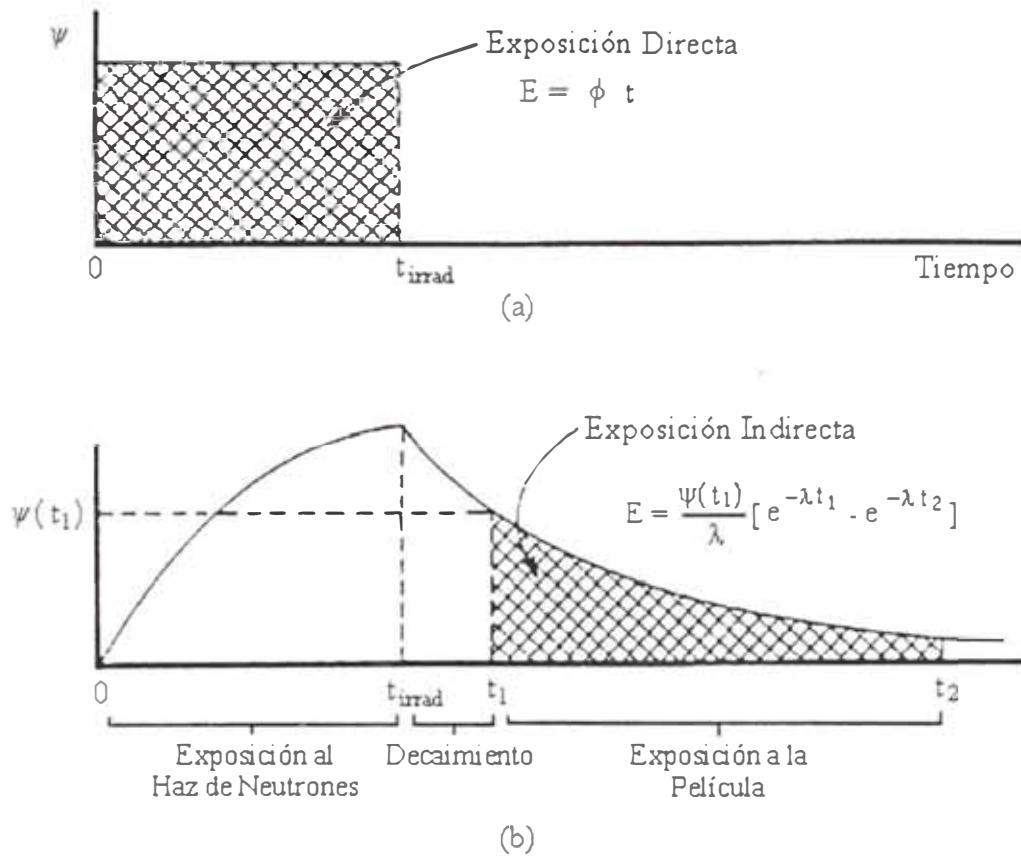 ψ
Exposición Directa
E = ϕ t
0
t_irrad
Tiempo
(a)
Exposición Indirecta
ψ(t₁)
E = ψ(t₁)/λ [ e^-λt₁ - e^-λt₂ ]
0
t_irrad
t₁
t₂
Exposición al
Haz de Neutrones
Decaimiento
Exposición a la
Película
(b)